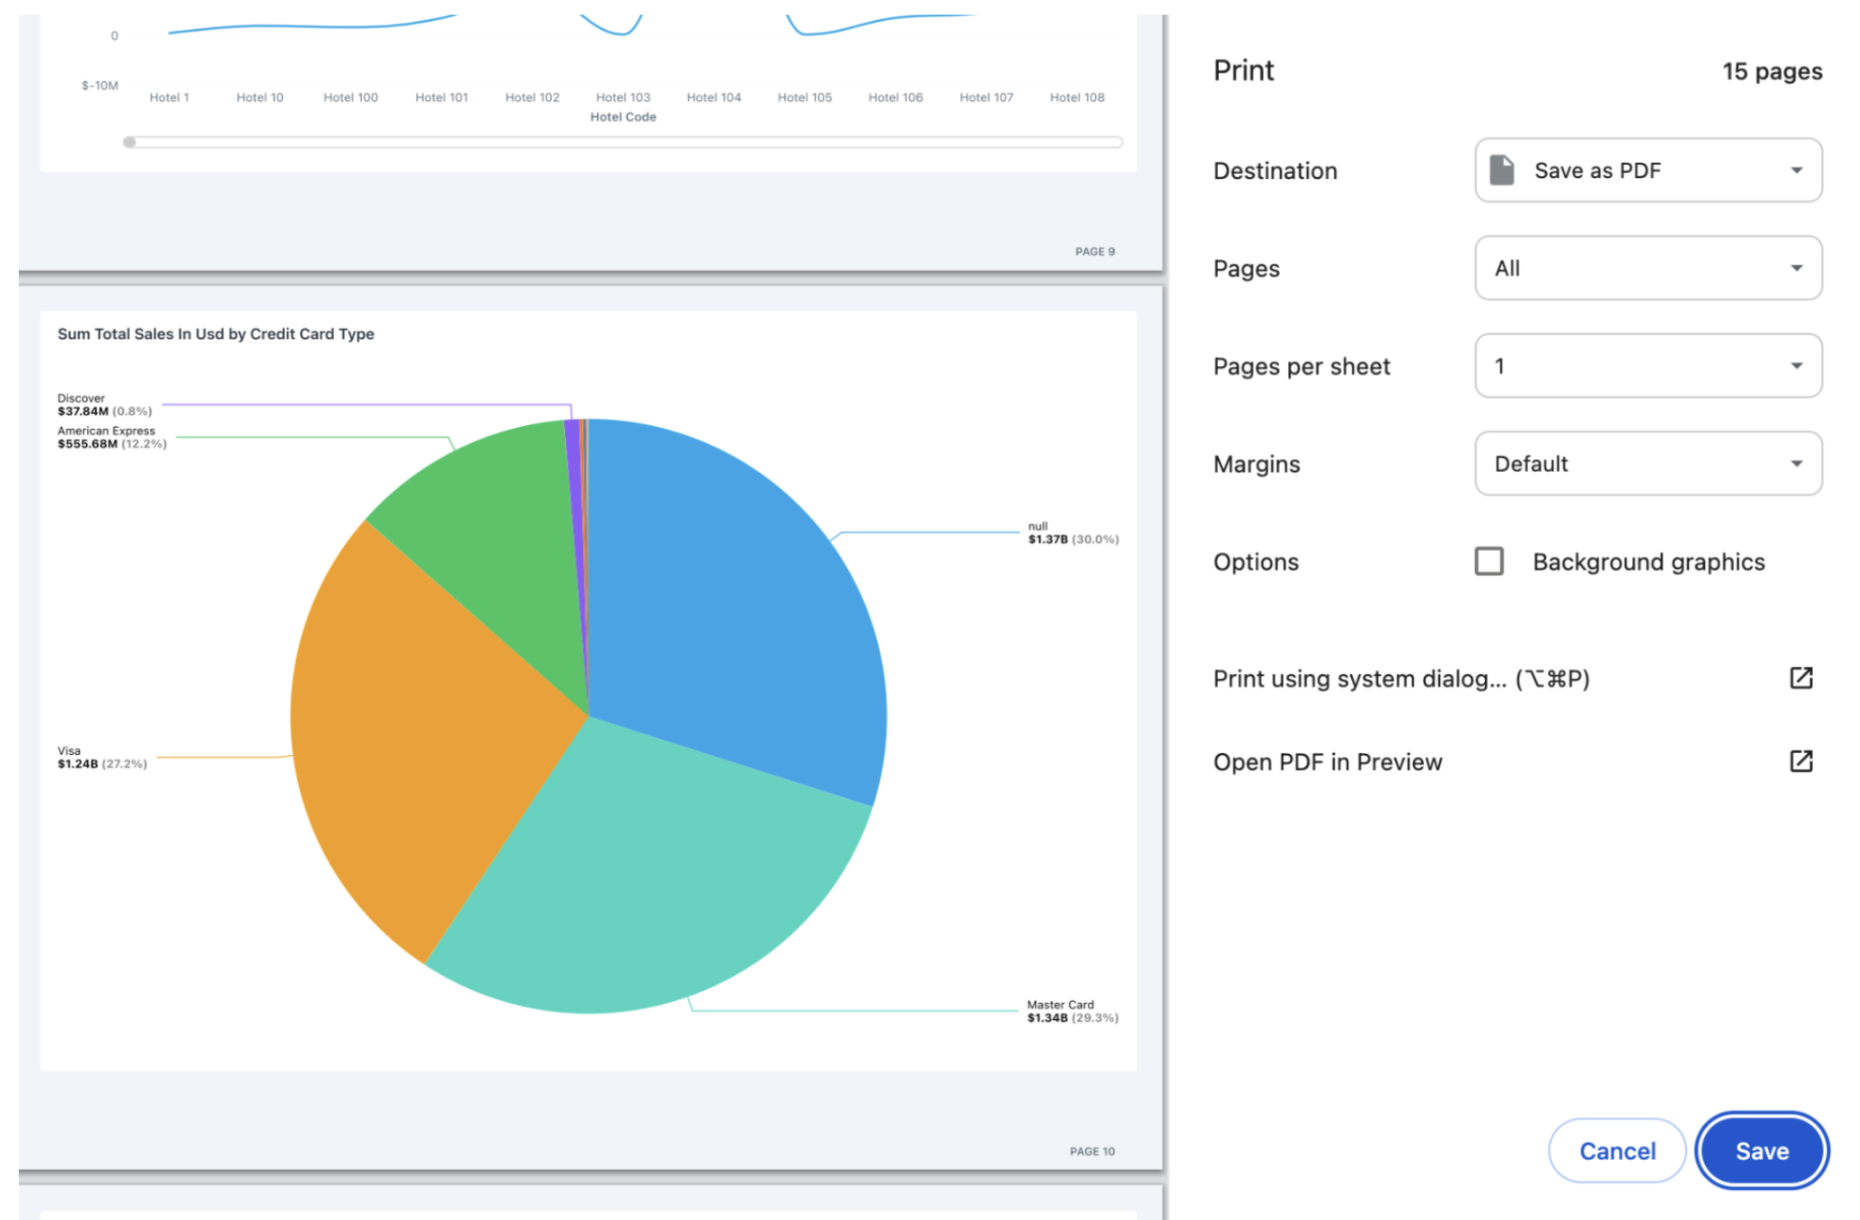 0
$-10M
Hotel 1 Hotel 10 Hotel 100 Hotel 101 Hotel 102 Hotel 103 Hotel 104 Hotel 105 Hotel 106 Hotel 107 Hotel 108
Hotel Code
PAGE 9
Sum Total Sales In Usd by Credit Card Type
Discover
$37.84M (0.8%)
American Express
$555.68M (12.2%)
null
$1.37B (30.0%)
Visa
$1.24B (27.2%)
Master Card
$1.34B (29.3%)
PAGE 10
Print 15 pages
Destination Save as PDF
Pages All
Pages per sheet 1
Margins Default
Options Background graphics
Print using system dialog... (⌥⌘P)
Open PDF in Preview
Cancel Save